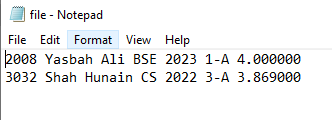 file - Notepad
File Edit Format View Help
2008 Yasbah Ali BSE 2023 1-A 4.000000
3032 Shah Hunain CS 2022 3-A 3.869000